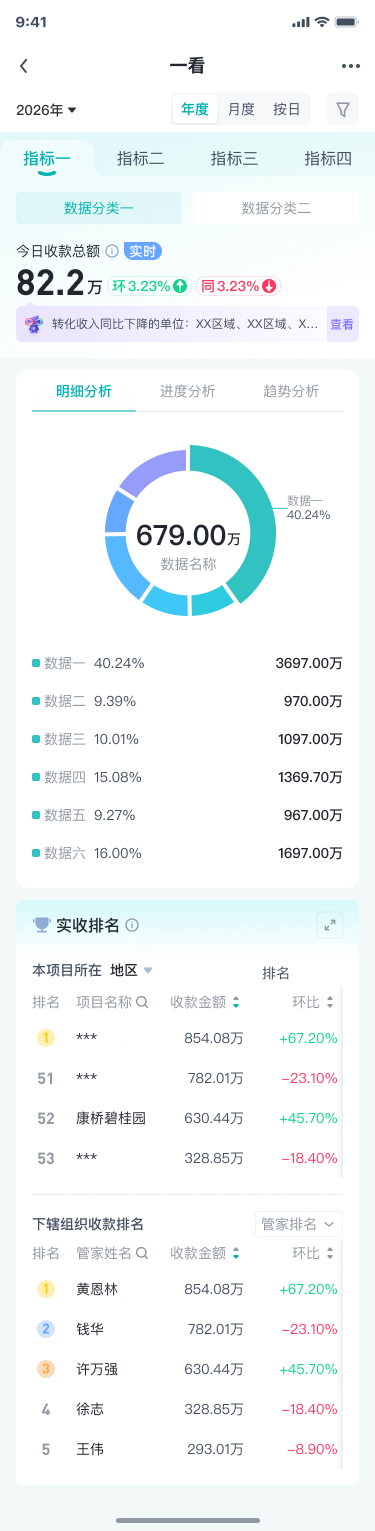 9:41
一看
2026年 年度 月度 按日
指标一 指标二 指标三 指标四
数据分类一 数据分类二
今日收款总额 实时
82.2万 环3.23% 同3.23%
转化收入同比下降的单位：XX区域、XX区域、X... 查看
明细分析 进度分析 趋势分析
数据一
40.24%
679.00万
数据名称
数据一 40.24% 3697.00万
数据二 9.39% 970.00万
数据三 10.01% 1097.00万
数据四 15.08% 1369.70万
数据五 9.27% 967.00万
数据六 16.00% 1697.00万
实收排名
本项目所在 地区 排名
排名 项目名称 收款金额 环比
1 *** 854.08万 +67.20%
51 *** 782.01万 -23.10%
52 康桥碧桂园 630.44万 +45.70%
53 *** 328.85万 -18.40%
下辖组织收款排名 管家排名
排名 管家姓名 收款金额 环比
1 黄恩林 854.08万 +67.20%
2 钱华 782.01万 -23.10%
3 许万强 630.44万 +45.70%
4 徐志 328.85万 -18.40%
5 王伟 293.01万 -8.90%